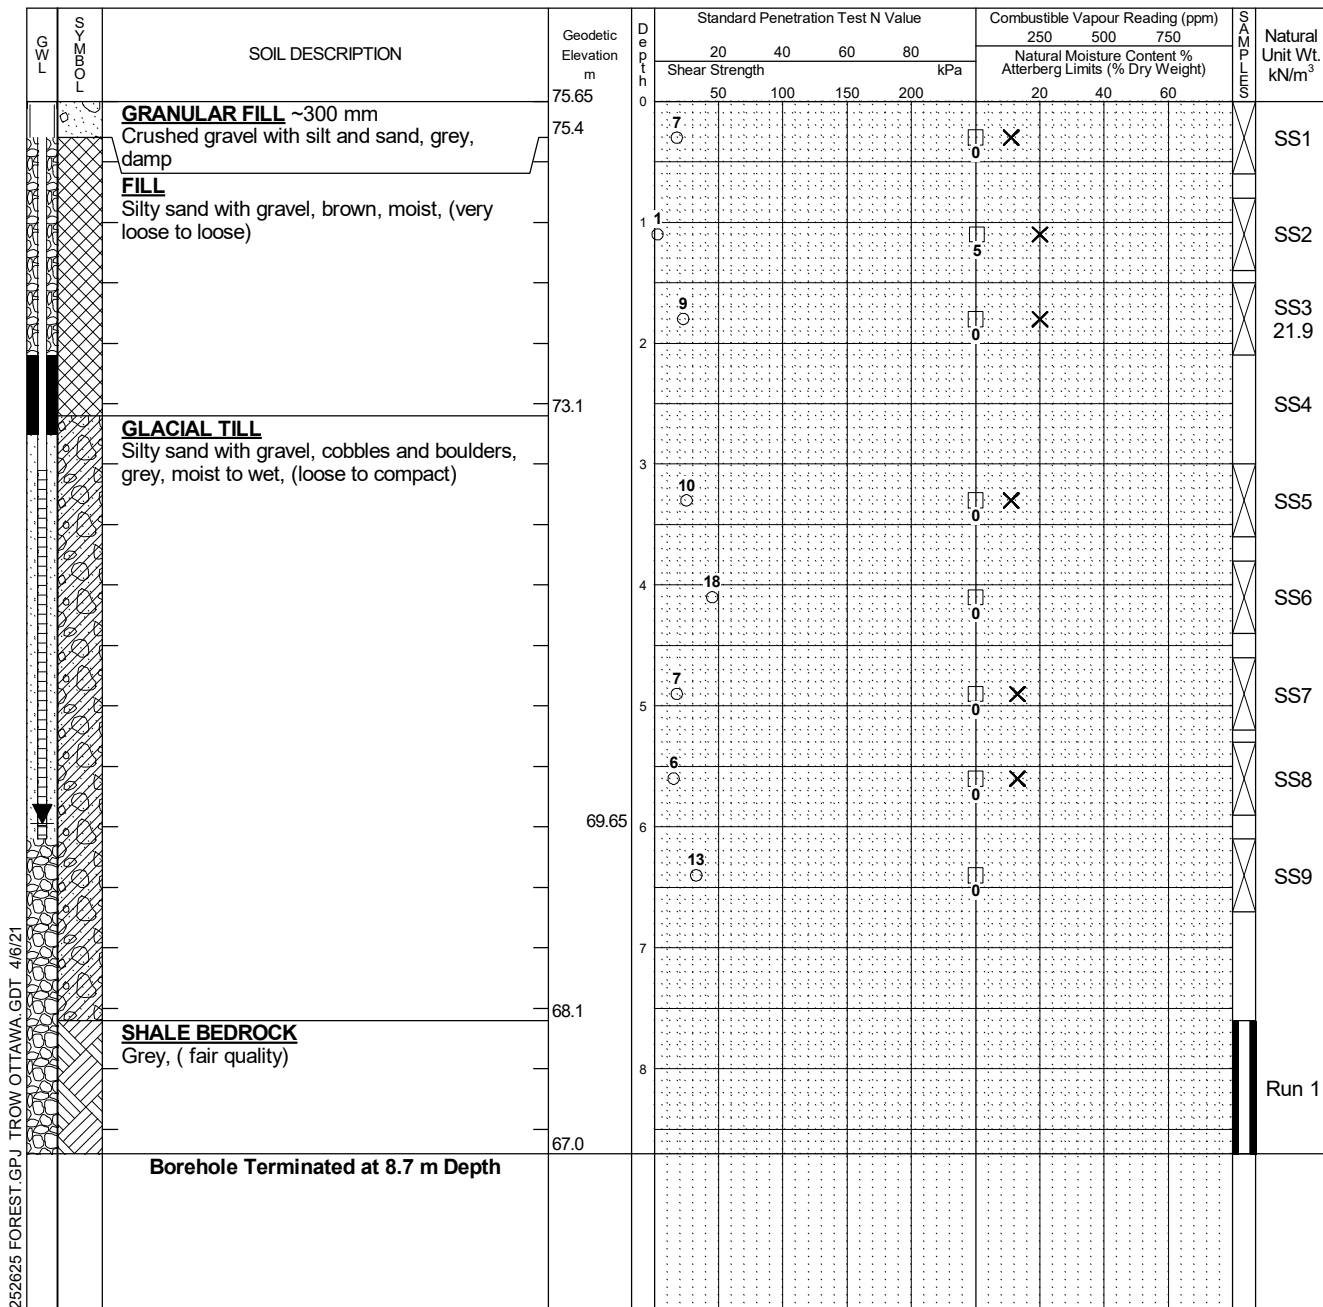 GWL
SYMBOL
SOIL DESCRIPTION
Geodetic
Elevation
m
Depth
Standard Penetration Test N Value
20 40 60 80
Shear Strength kPa
50 100 150 200
Combustible Vapour Reading (ppm)
250 500 750
Natural Moisture Content %
Atterberg Limits (% Dry Weight)
20 40 60
SAMPLES
Natural
Unit Wt.
kN/m³
75.65
0
GRANULAR FILL ~300 mm
75.4
Crushed gravel with silt and sand, grey,
damp
7
0
SS1
FILL
Silty sand with gravel, brown, moist, (very
loose to loose)
1
1
5
SS2
9
0
SS3
21.9
2
73.1
SS4
GLACIAL TILL
Silty sand with gravel, cobbles and boulders,
grey, moist to wet, (loose to compact)
3
10
0
SS5
4
18
0
SS6
7
0
SS7
5
6
0
SS8
69.65
6
13
0
SS9
7
68.1
SHALE BEDROCK
Grey, ( fair quality)
8
Run 1
67.0
Borehole Terminated at 8.7 m Depth
252625 FOREST.GPJ TROW OTTAWA.GDT 4/6/21